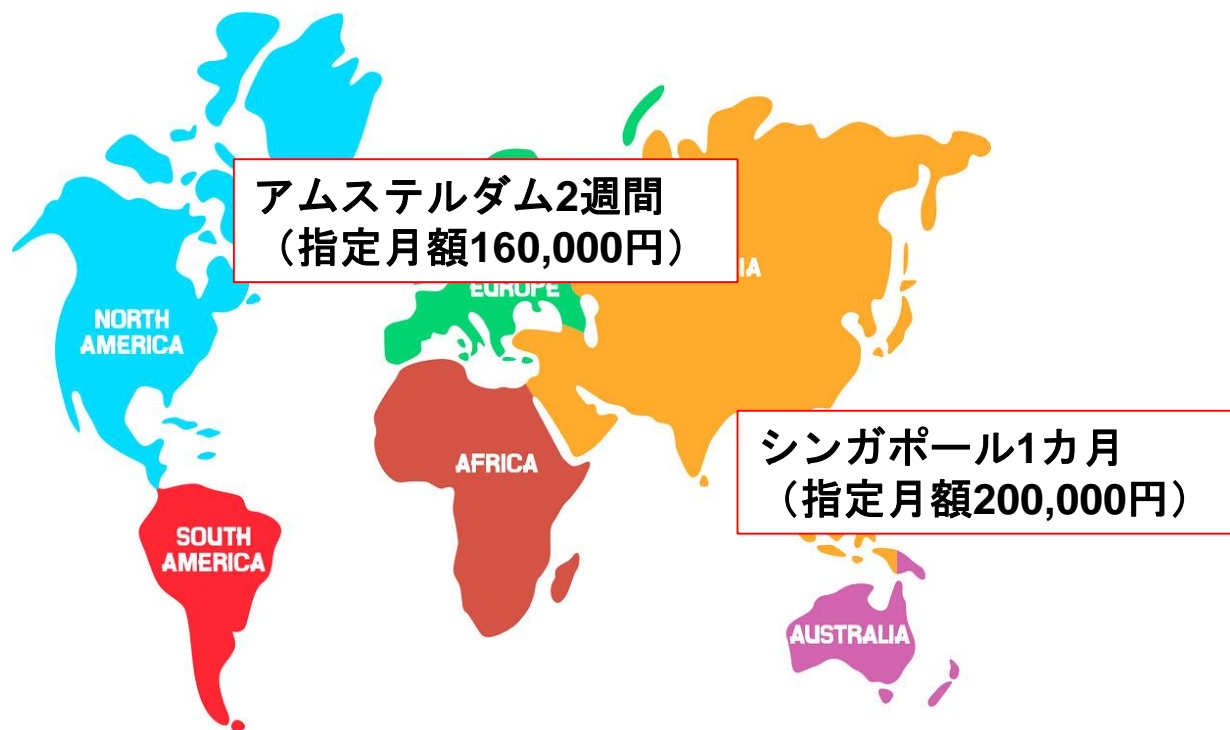 アムステルダム2週間
（指定月額160,000円）
EUROPE
NORTH
AMERICA
シンガポール1カ月
（指定月額200,000円）
AFRICA
SOUTH
AMERICA
AUSTRALIA